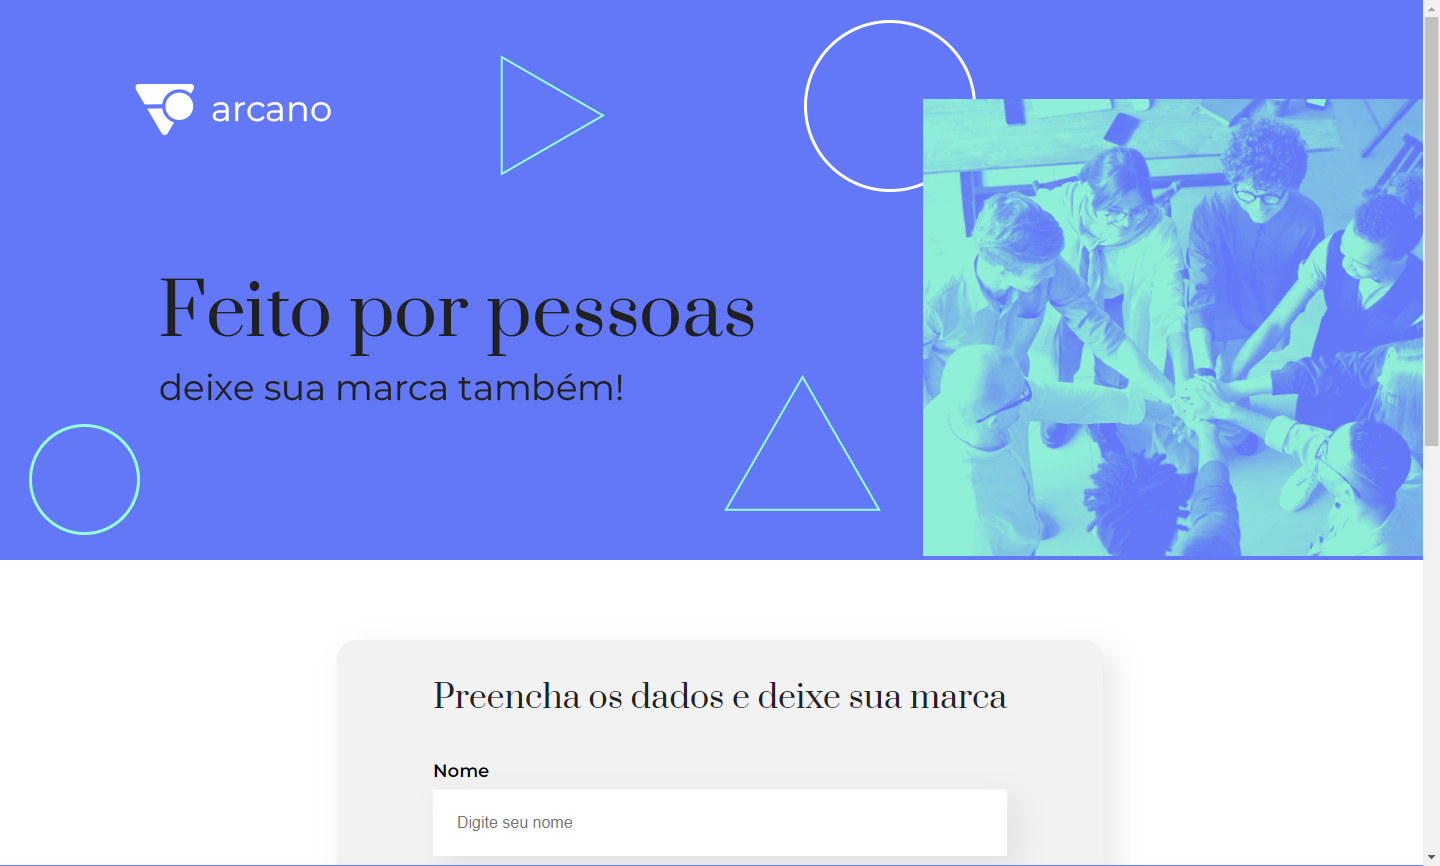 arcano
Feito por pessoas
deixe sua marca também!
Preencha os dados e deixe sua marca
Nome
Digite seu nome